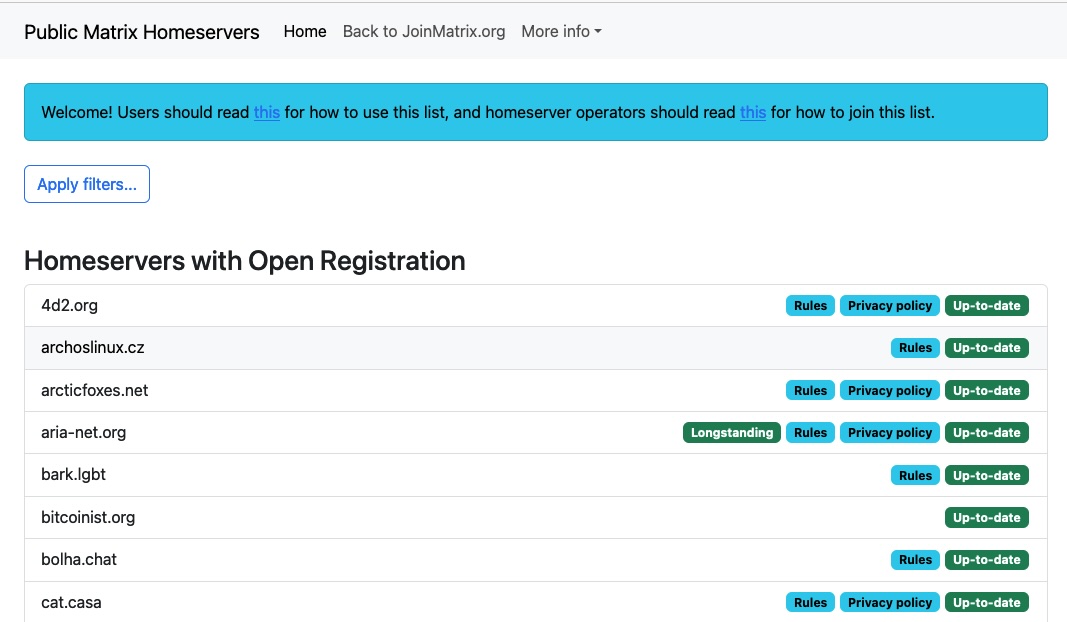 Public Matrix Homeservers Home Back to JoinMatrix.org More info
Welcome! Users should read this for how to use this list, and homeserver operators should read this for how to join this list.
Apply filters...
Homeservers with Open Registration
4d2.org Rules Privacy policy Up-to-date
archoslinux.cz Rules Up-to-date
arcticfoxes.net Rules Privacy policy Up-to-date
aria-net.org Longstanding Rules Privacy policy Up-to-date
bark.lgbt Rules Up-to-date
bitcoinist.org Up-to-date
bolha.chat Rules Up-to-date
cat.casa Rules Privacy policy Up-to-date